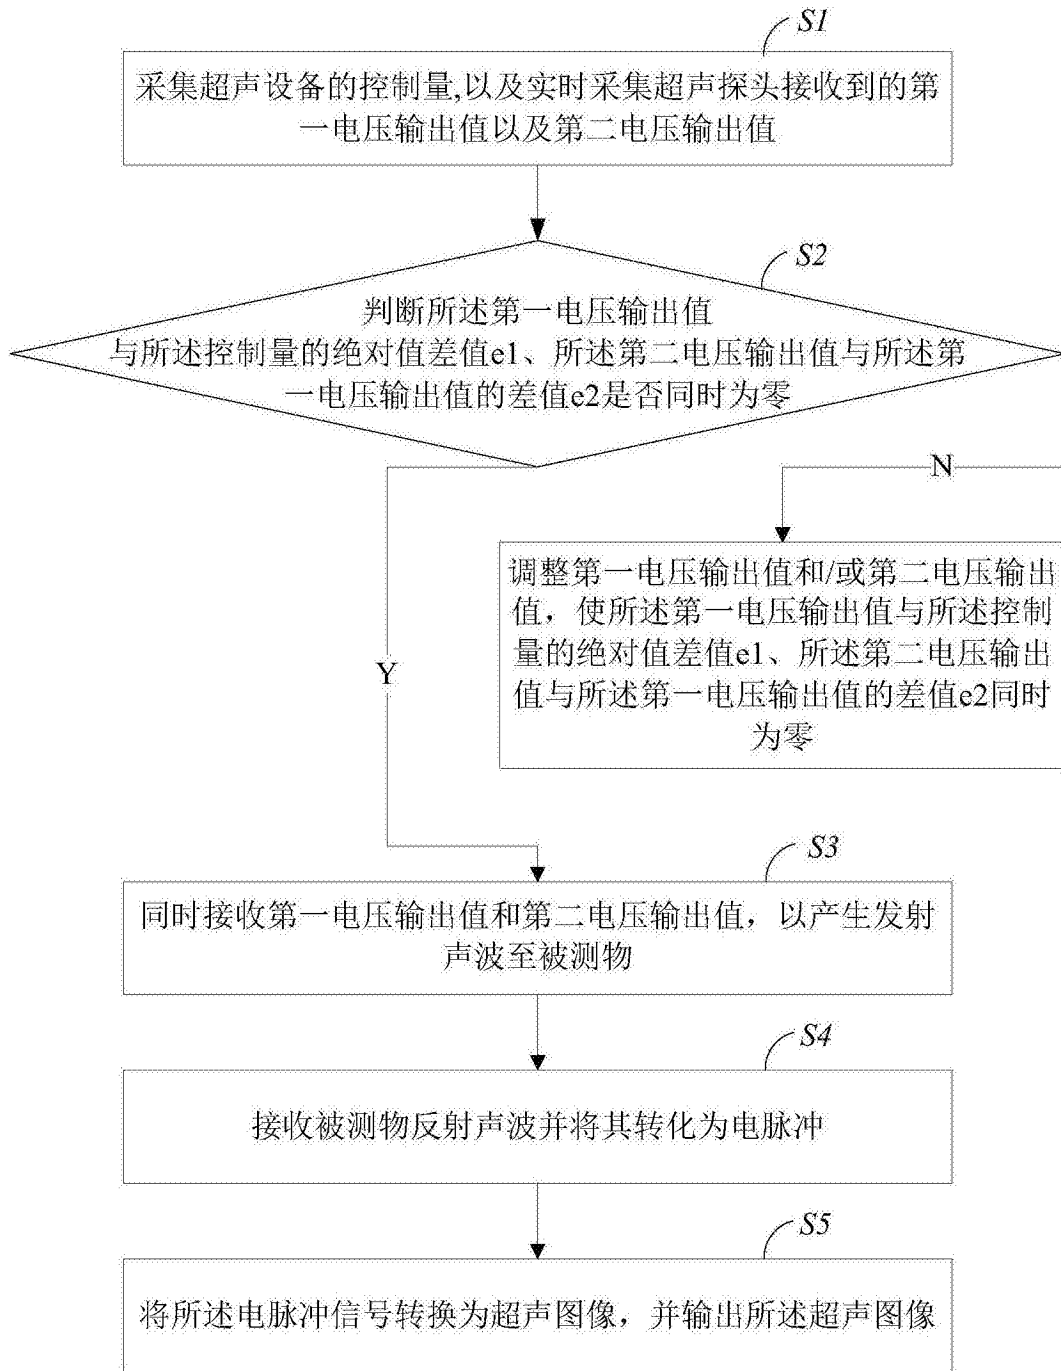 S1
采集超声设备的控制量,以及实时采集超声探头接收到的第
一电压输出值以及第二电压输出值
S2
判断所述第一电压输出值
与所述控制量的绝对值差值e1、所述第二电压输出值与所述第
一电压输出值的差值e2是否同时为零
N
调整第一电压输出值和/或第二电压输出
值，使所述第一电压输出值与所述控制
量的绝对值差值e1、所述第二电压输出
值与所述第一电压输出值的差值e2同时
为零
Y
S3
同时接收第一电压输出值和第二电压输出值，以产生发射
声波至被测物
S4
接收被测物反射声波并将其转化为电脉冲
S5
将所述电脉冲信号转换为超声图像，并输出所述超声图像